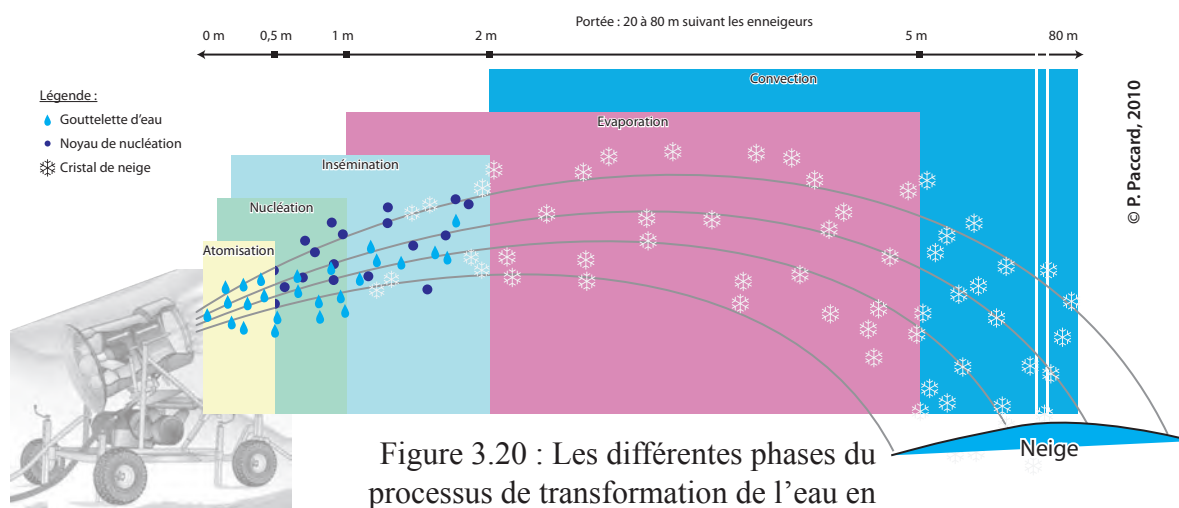 Portée : 20 à 80 m suivant les enneigeurs
0 m 0,5 m 1 m 2 m 5 m 80 m
Convection
Légende :
Gouttelette d'eau
Noyau de nucléation
Cristal de neige
Evaporation
Insémination
Nucléation
Atomisation
© P. Paccard, 2010
Neige
Figure 3.20 : Les différentes phases du
processus de transformation de l'eau en